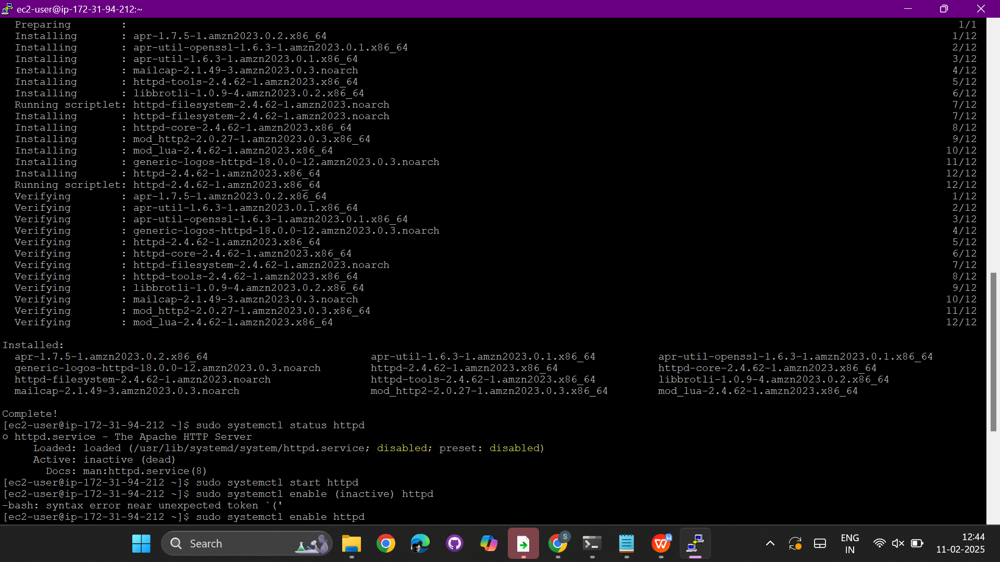 ec2-user@ip-172-31-94-212:~
Preparing : 1/1
Installing : apr-1.7.5-1.amzn2023.0.2.x86_64 1/12
Installing : apr-util-openssl-1.6.3-1.amzn2023.0.1.x86_64 2/12
Installing : apr-util-1.6.3-1.amzn2023.0.1.x86_64 3/12
Installing : mailcap-2.1.49-3.amzn2023.0.3.noarch 4/12
Installing : httpd-tools-2.4.62-1.amzn2023.x86_64 5/12
Installing : libbrotli-1.0.9-4.amzn2023.0.2.x86_64 6/12
Running scriptlet: httpd-filesystem-2.4.62-1.amzn2023.noarch 7/12
Installing : httpd-filesystem-2.4.62-1.amzn2023.noarch 7/12
Installing : httpd-core-2.4.62-1.amzn2023.x86_64 8/12
Installing : mod_http2-2.0.27-1.amzn2023.0.3.x86_64 9/12
Installing : mod_lua-2.4.62-1.amzn2023.x86_64 10/12
Installing : generic-logos-httpd-18.0.0-12.amzn2023.0.3.noarch 11/12
Installing : httpd-2.4.62-1.amzn2023.x86_64 12/12
Running scriptlet: httpd-2.4.62-1.amzn2023.x86_64 12/12
Verifying : apr-1.7.5-1.amzn2023.0.2.x86_64 1/12
Verifying : apr-util-1.6.3-1.amzn2023.0.1.x86_64 2/12
Verifying : apr-util-openssl-1.6.3-1.amzn2023.0.1.x86_64 3/12
Verifying : generic-logos-httpd-18.0.0-12.amzn2023.0.3.noarch 4/12
Verifying : httpd-2.4.62-1.amzn2023.x86_64 5/12
Verifying : httpd-core-2.4.62-1.amzn2023.x86_64 6/12
Verifying : httpd-filesystem-2.4.62-1.amzn2023.noarch 7/12
Verifying : httpd-tools-2.4.62-1.amzn2023.x86_64 8/12
Verifying : libbrotli-1.0.9-4.amzn2023.0.2.x86_64 9/12
Verifying : mailcap-2.1.49-3.amzn2023.0.3.noarch 10/12
Verifying : mod_http2-2.0.27-1.amzn2023.0.3.x86_64 11/12
Verifying : mod_lua-2.4.62-1.amzn2023.x86_64 12/12
Installed:
apr-1.7.5-1.amzn2023.0.2.x86_64 apr-util-1.6.3-1.amzn2023.0.1.x86_64 apr-util-openssl-1.6.3-1.amzn2023.0.1.x86_64
generic-logos-httpd-18.0.0-12.amzn2023.0.3.noarch httpd-2.4.62-1.amzn2023.x86_64 httpd-core-2.4.62-1.amzn2023.x86_64
httpd-filesystem-2.4.62-1.amzn2023.noarch httpd-tools-2.4.62-1.amzn2023.x86_64 libbrotli-1.0.9-4.amzn2023.0.2.x86_64
mailcap-2.1.49-3.amzn2023.0.3.noarch mod_http2-2.0.27-1.amzn2023.0.3.x86_64 mod_lua-2.4.62-1.amzn2023.x86_64
Complete!
[ec2-user@ip-172-31-94-212 ~]$ sudo systemctl status httpd
○ httpd.service - The Apache HTTP Server
Loaded: loaded (/usr/lib/systemd/system/httpd.service; disabled; preset: disabled)
Active: inactive (dead)
Docs: man:httpd.service(8)
[ec2-user@ip-172-31-94-212 ~]$ sudo systemctl start httpd
[ec2-user@ip-172-31-94-212 ~]$ sudo systemctl enable (inactive) httpd
-bash: syntax error near unexpected token `('
[ec2-user@ip-172-31-94-212 ~]$ sudo systemctl enable httpd
Search
S
W
ENG
IN
12:44
11-02-2025